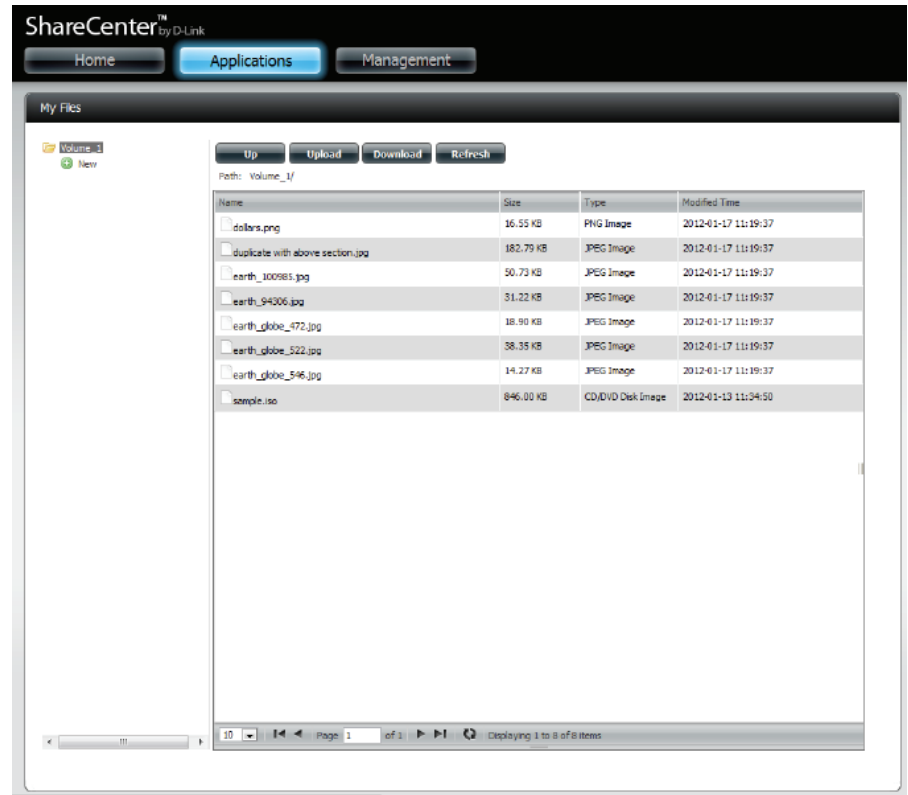 ShareCenter™ by D-Link
Home Applications Management
My Files
Volume_1
New
Up Upload Download Refresh
Path: Volume_1/
Name Size Type Modified Time
dollars.png 16.55 KB PNG Image 2012-01-17 11:19:37
duplicate with above section.jpg 182.79 KB JPEG Image 2012-01-17 11:19:37
earth_100985.jpg 50.73 KB JPEG Image 2012-01-17 11:19:37
earth_94306.jpg 31.22 KB JPEG Image 2012-01-17 11:19:37
earth_globe_472.jpg 18.90 KB JPEG Image 2012-01-17 11:19:37
earth_globe_522.jpg 38.35 KB JPEG Image 2012-01-17 11:19:37
earth_globe_546.jpg 14.27 KB JPEG Image 2012-01-17 11:19:37
sample.iso 846.00 KB CD/DVD Disk Image 2012-01-13 11:34:50
10 Page 1 of 1 Displaying 1 to 8 of 8 items